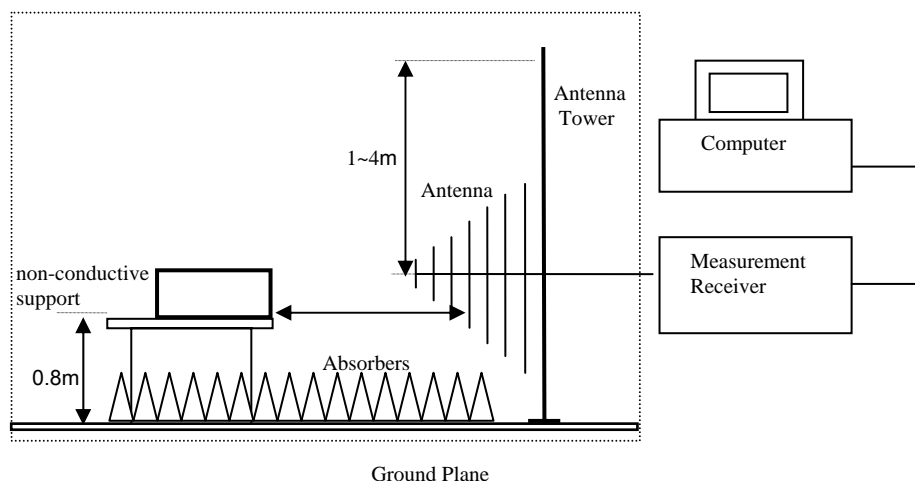 Antenna
Tower
Computer
1~4m
Antenna
Measurement
Receiver
non-conductive
support
Absorbers
0.8m
Ground Plane